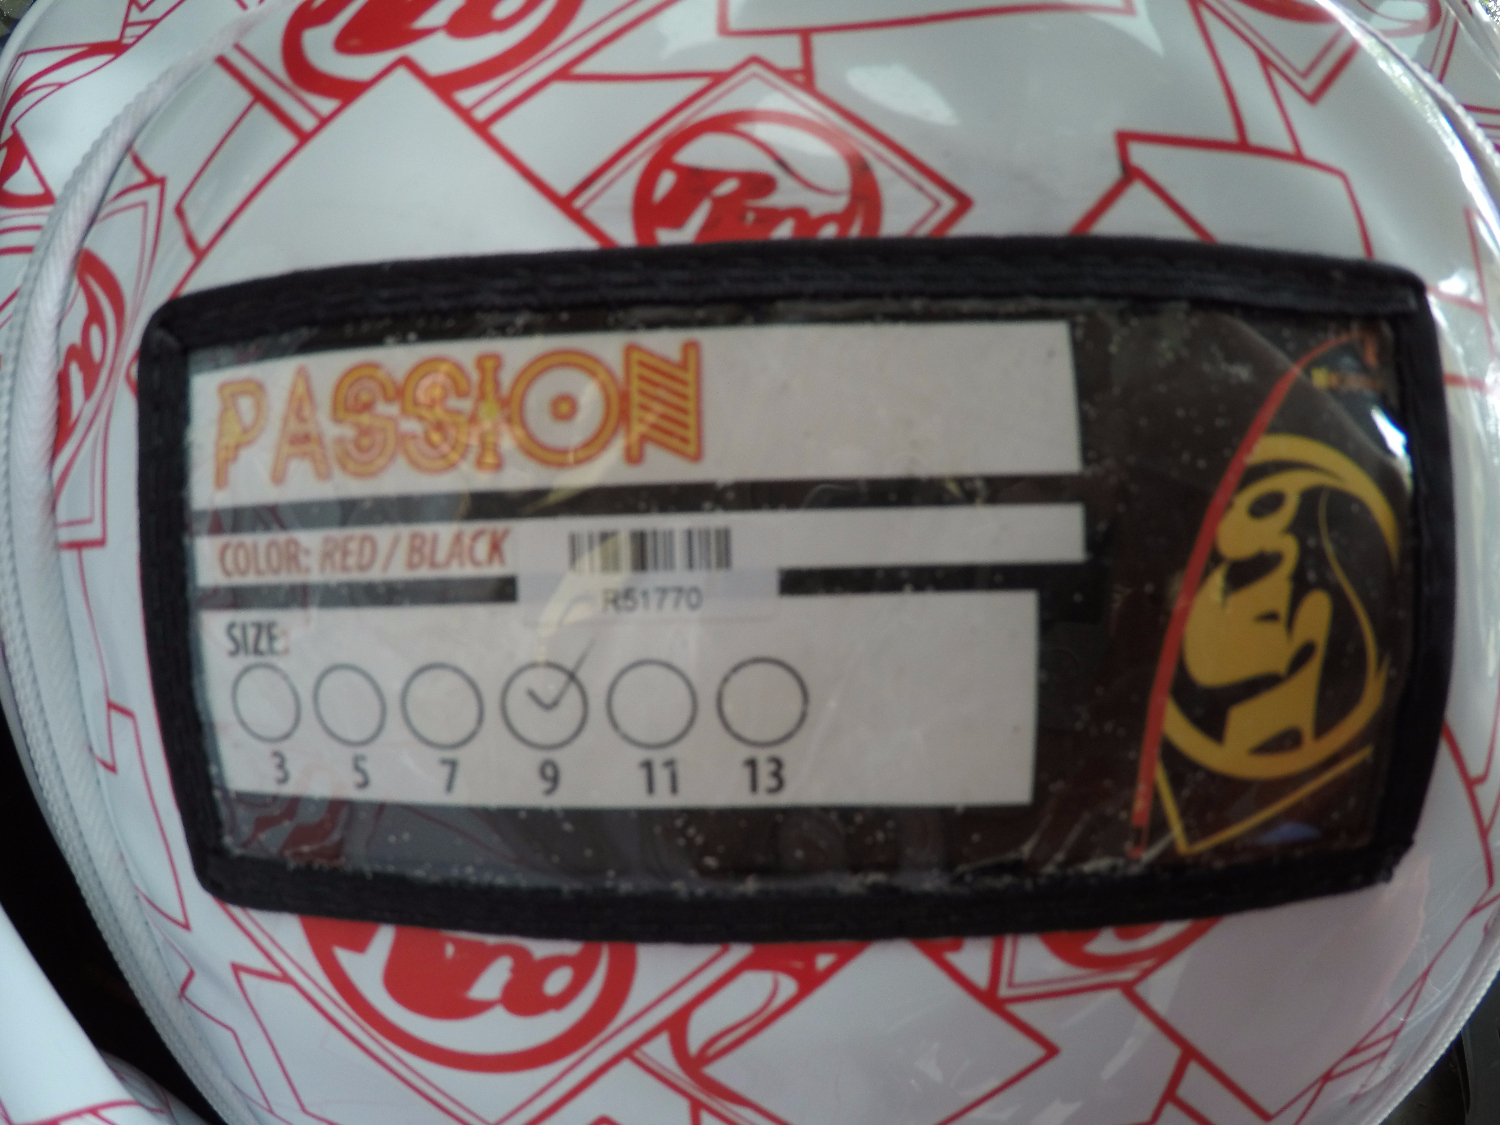 PASSION
COLOR: RED / BLACK
R51770
SIZE:
3 5 7 9 11 13